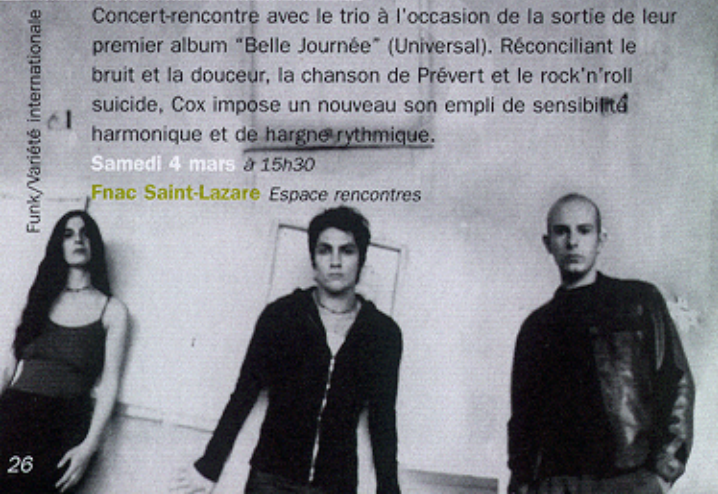 Funk/Variété internationale
Concert-rencontre avec le trio à l'occasion de la sortie de leur
premier album "Belle Journée" (Universal). Réconciliant le
bruit et la douceur, la chanson de Prévert et le rock'n'roll
suicide, Cox impose un nouveau son empli de sensibilité
harmonique et de hargne rythmique.
Samedi 4 mars à 15h30
Fnac Saint-Lazare Espace rencontres
26